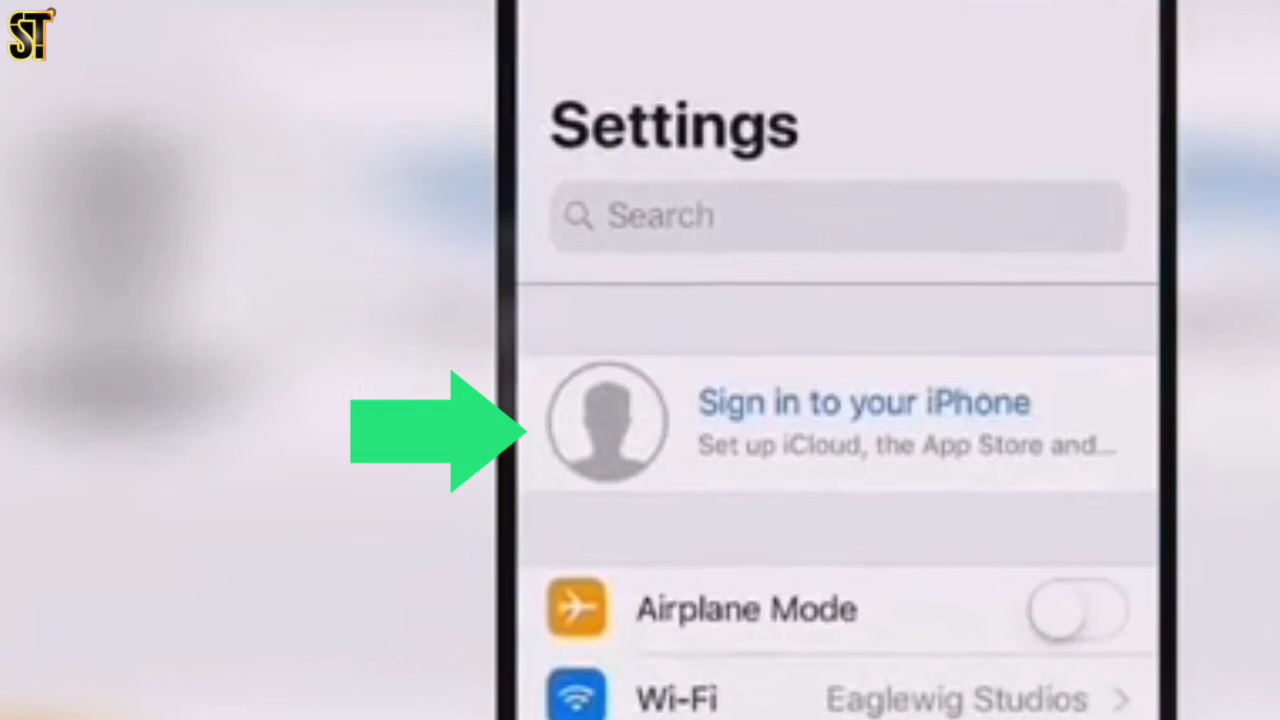 ST
Settings
Search
Sign in to your iPhone
Set up iCloud, the App Store and...
Airplane Mode
Wi-Fi Eaglewig Studios